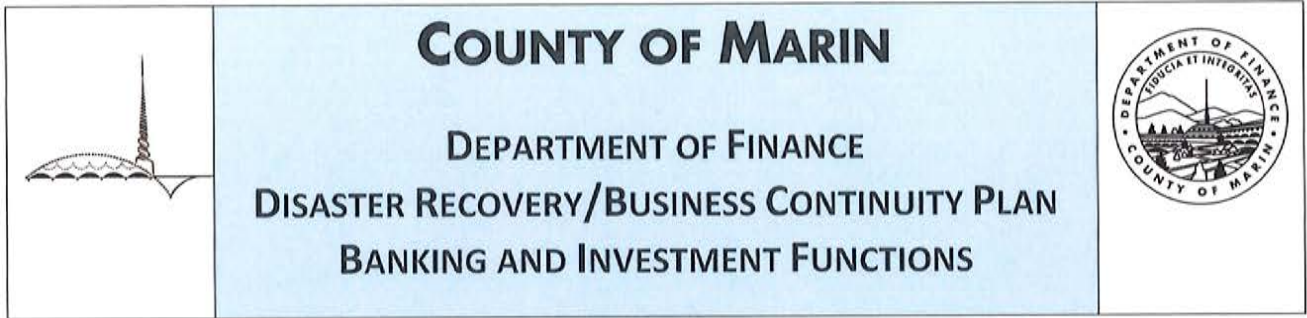 COUNTY OF MARIN
DEPARTMENT OF FINANCE
DISASTER RECOVERY/BUSINESS CONTINUITY PLAN
BANKING AND INVESTMENT FUNCTIONS
DEPARTMENT OF FINANCE
FIDUCIA ET INTEGRITAS
COUNTY OF MARIN